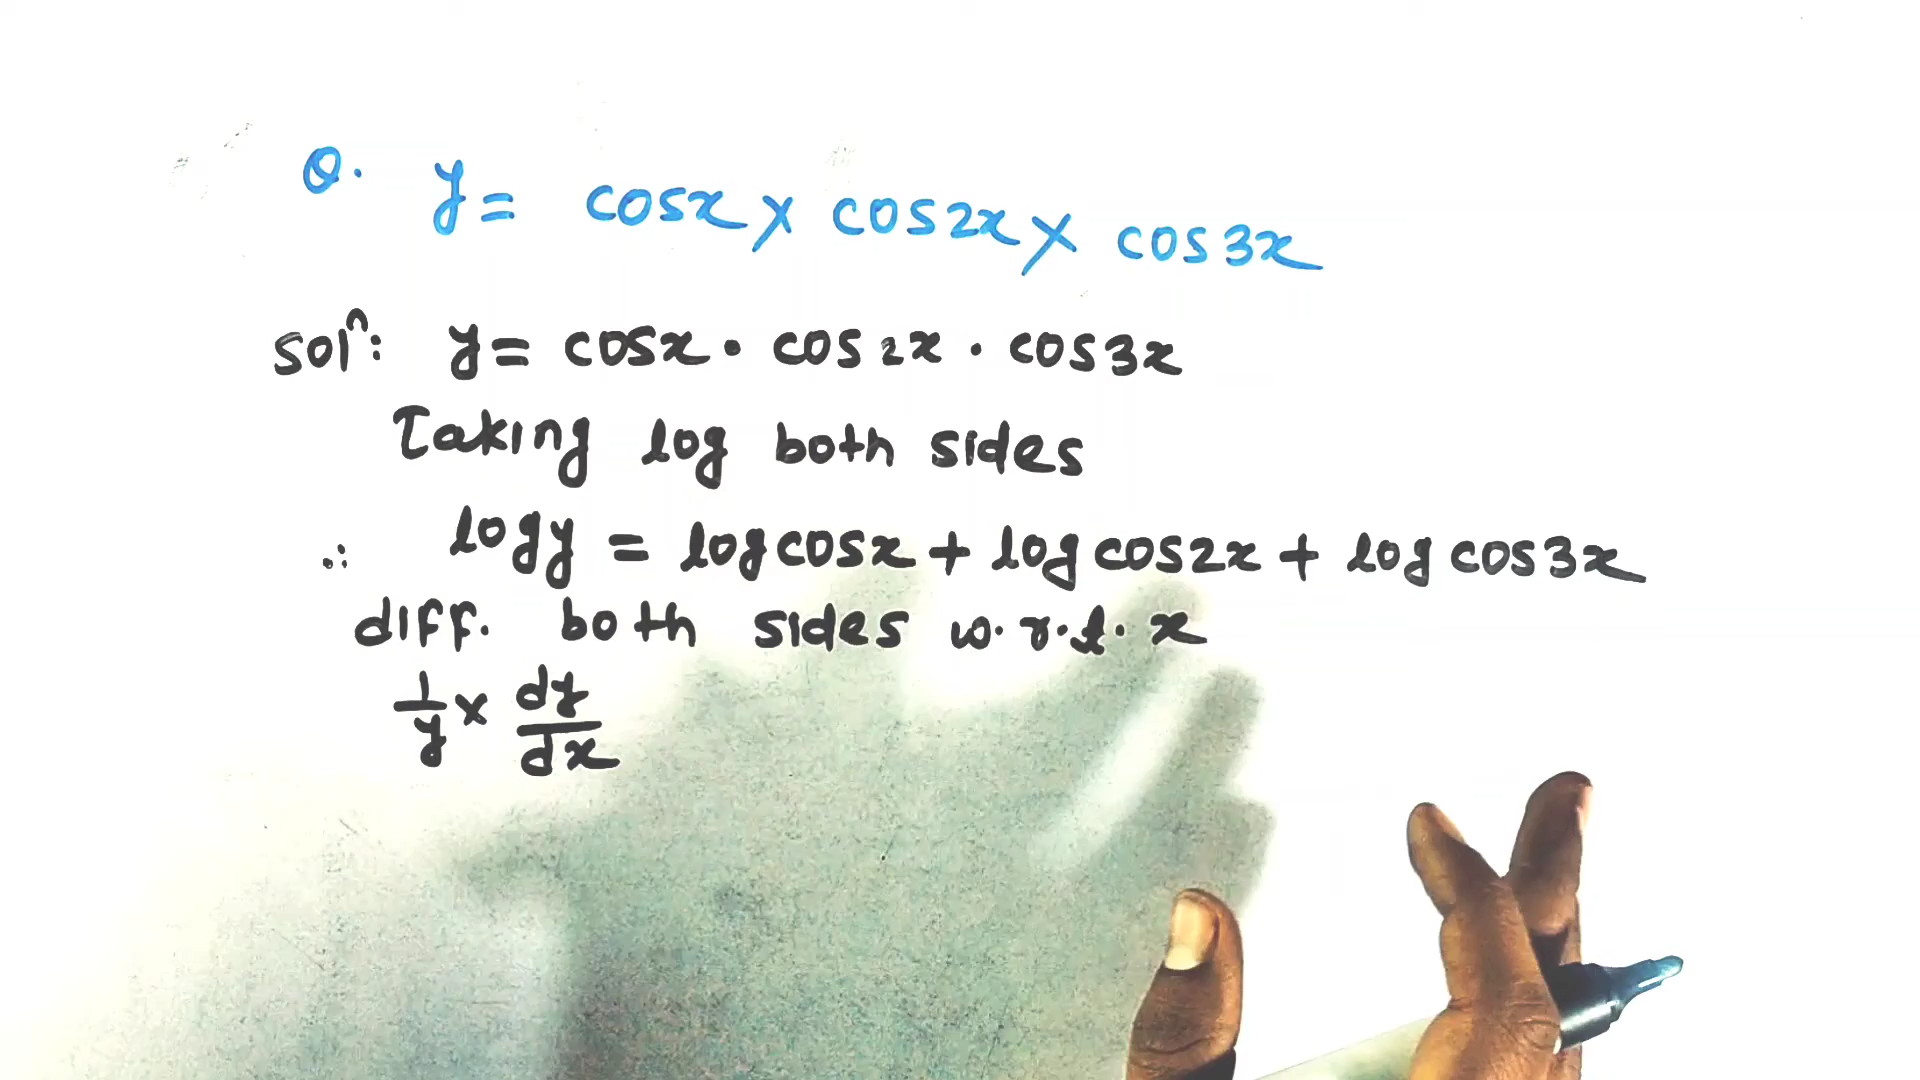 Q. y = cosx × cos2x × cos3x
solⁿ: y = cosx · cos2x · cos3x
Taking log both sides
∴ logy = log cosx + log cos2x + log cos3x
diff. both sides w.r.t. x
1/y × dy/dx